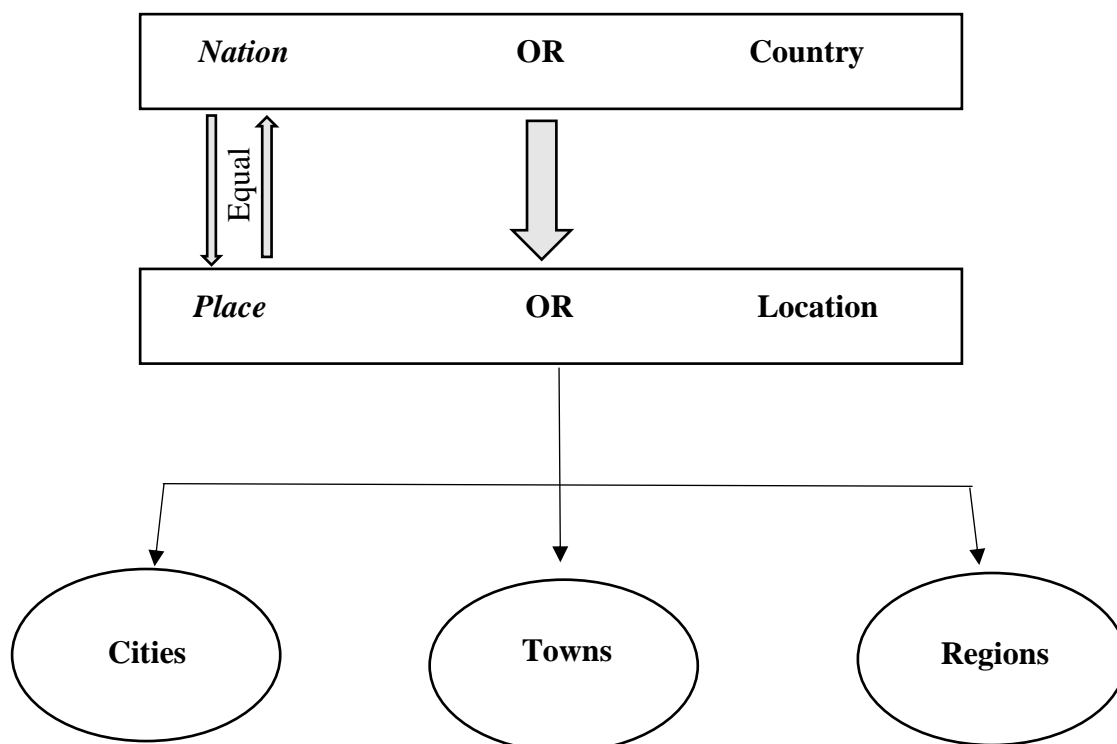 Nation OR Country
Equal
Place OR Location
Cities Towns Regions